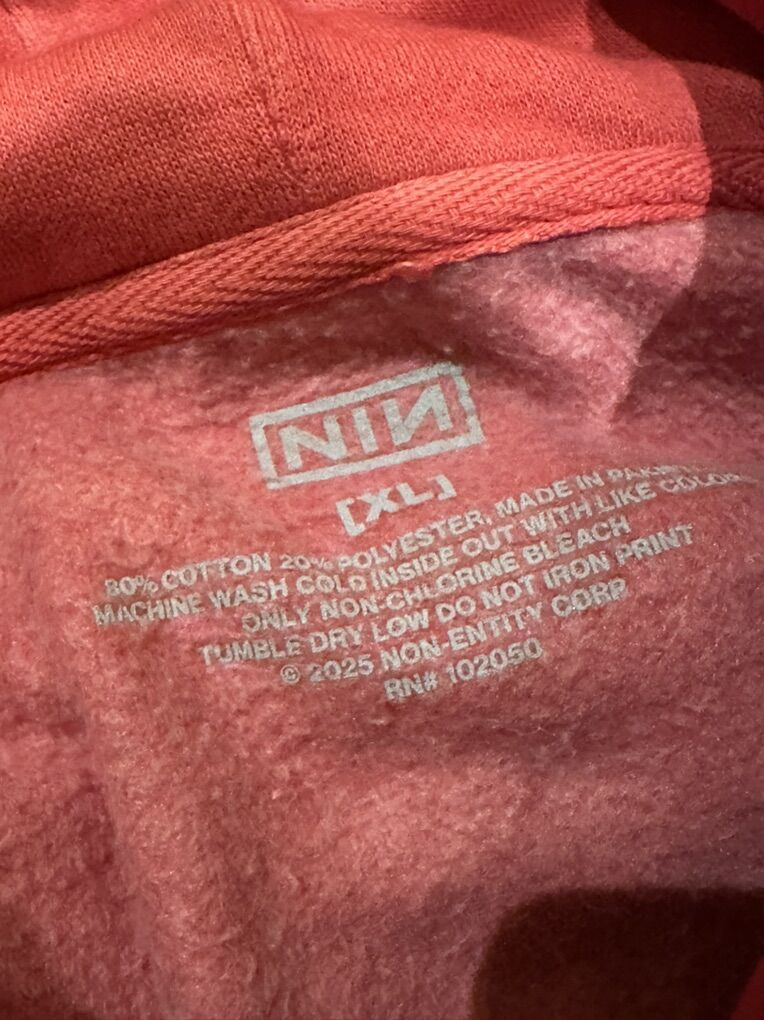 NIN
[XL]
80% COTTON 20% POLYESTER, MADE IN PAKISTAN
MACHINE WASH COLD INSIDE OUT WITH LIKE COLOR
ONLY NON-CHLORINE BLEACH
TUMBLE DRY LOW DO NOT IRON PRINT
© 2025 NON-ENTITY CORP
RN# 102050